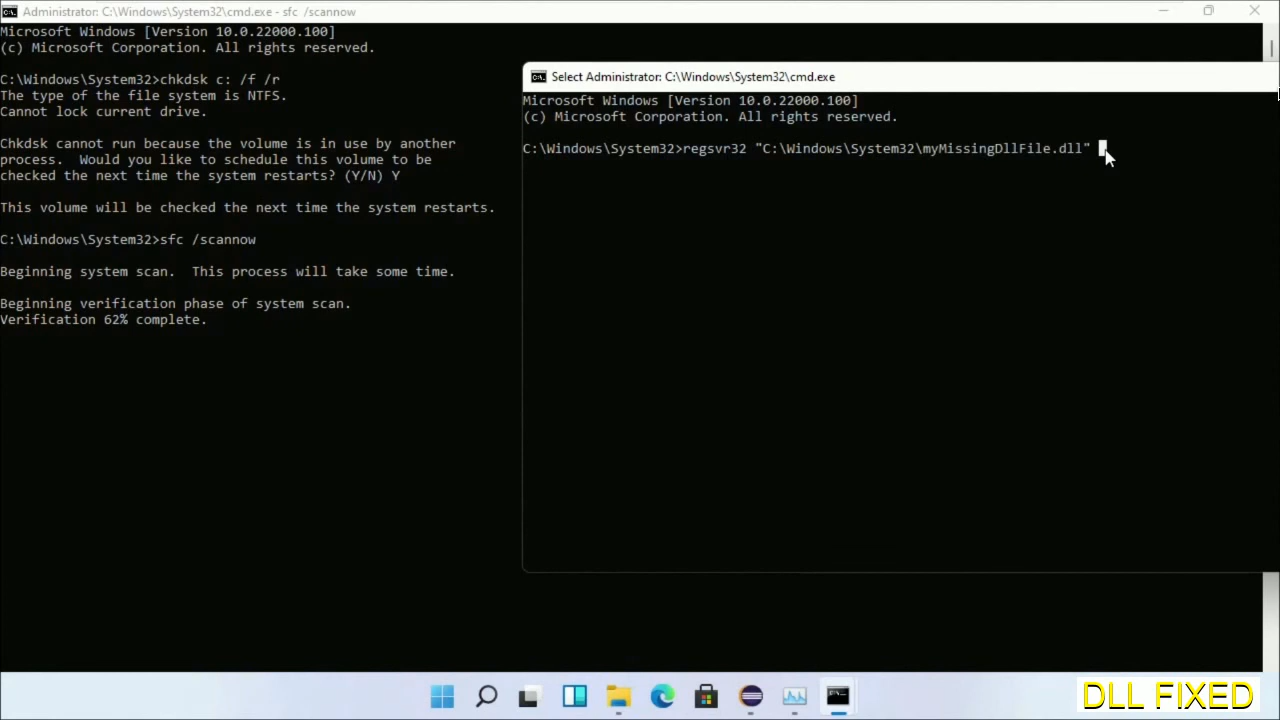 Administrator: C:\Windows\System32\cmd.exe - sfc /scannow
Microsoft Windows [Version 10.0.22000.100]
(c) Microsoft Corporation. All rights reserved.
C:\Windows\System32>chkdsk c: /f /r
The type of the file system is NTFS.
Cannot lock current drive.
Chkdsk cannot run because the volume is in use by another
process.  Would you like to schedule this volume to be
checked the next time the system restarts? (Y/N) Y
This volume will be checked the next time the system restarts.
C:\Windows\System32>sfc /scannow
Beginning system scan.  This process will take some time.
Beginning verification phase of system scan.
Verification 62% complete.
Select Administrator: C:\Windows\System32\cmd.exe
Microsoft Windows [Version 10.0.22000.100]
(c) Microsoft Corporation. All rights reserved.
C:\Windows\System32>regsvr32 "C:\Windows\System32\myMissingDllFile.dll"
DLL FIXED